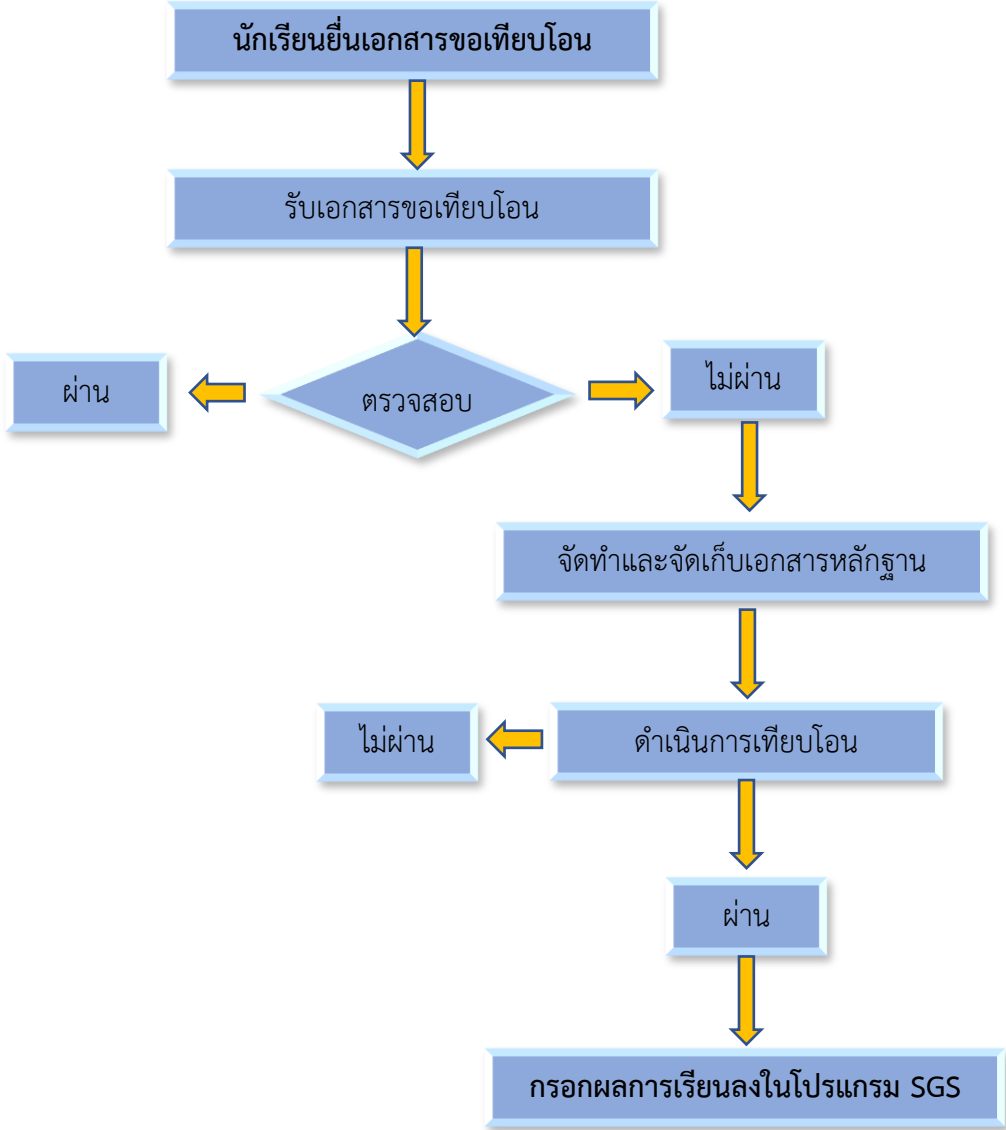 นักเรียนยื่นเอกสารขอเทียบโอน
รับเอกสารขอเทียบโอน
ตรวจสอบ
ผ่าน
ไม่ผ่าน
จัดทำและจัดเก็บเอกสารหลักฐาน
ดำเนินการเทียบโอน
ไม่ผ่าน
ผ่าน
กรอกผลการเรียนลงในโปรแกรม SGS